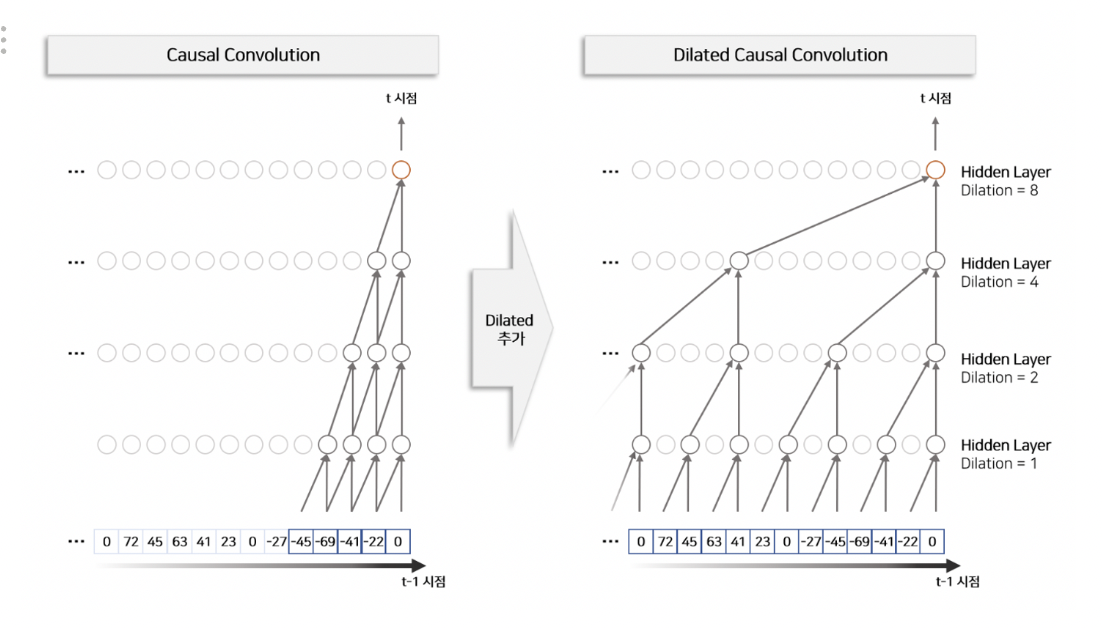 Causal Convolution
Dilated Causal Convolution
t 시점
t 시점
Hidden Layer
Dilation = 8
Hidden Layer
Dilation = 4
Dilated
추가
Hidden Layer
Dilation = 2
Hidden Layer
Dilation = 1
... 0 72 45 63 41 23 0 -27 -45 -69 -41 -22 0
... 0 72 45 63 41 23 0 -27 -45 -69 -41 -22 0
t-1 시점
t-1 시점